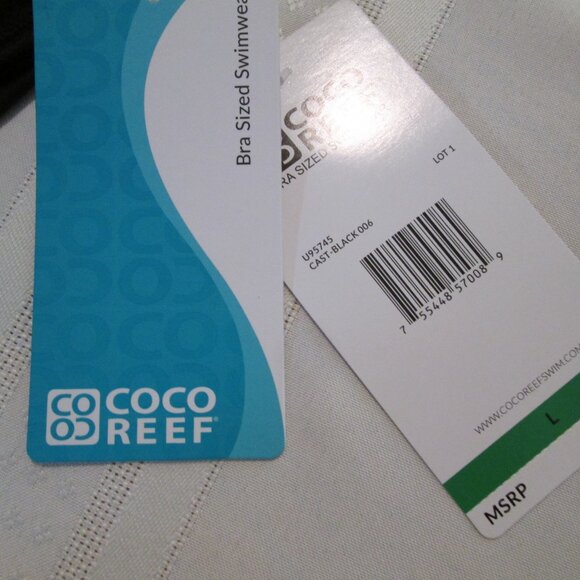 Bra Sized Swimwea
COCO
REEF
COCO
REEF
RA SIZED S
LOT 1
U95745
CAST-BLACK 006
7 55448 57008 9
WWW.COCOREEFSWIM.COM
L
MSRP